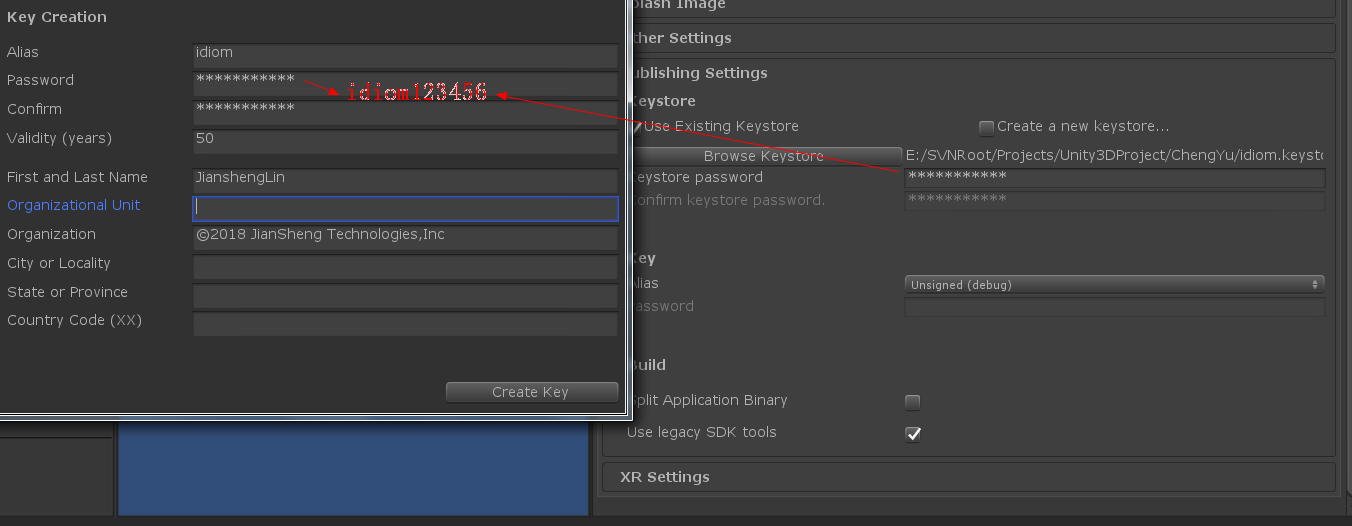 Key Creation
Alias
idiom
Password
***********
idiom123456
Confirm
***********
Validity (years)
50
First and Last Name
JianshengLin
Organizational Unit
Organization
©2018 JianSheng Technologies,Inc
City or Locality
State or Province
Country Code (XX)
Create Key
plash Image
ther Settings
ublishing Settings
Keystore
Use Existing Keystore
Create a new keystore...
Browse Keystore
E:/SVNRoot/Projects/Unity3DProject/ChengYu/idiom.keysto
Keystore password
***********
onfirm keystore password.
***********
Key
Alias
Unsigned (debug)
assword
Build
Split Application Binary
Use legacy SDK tools
XR Settings